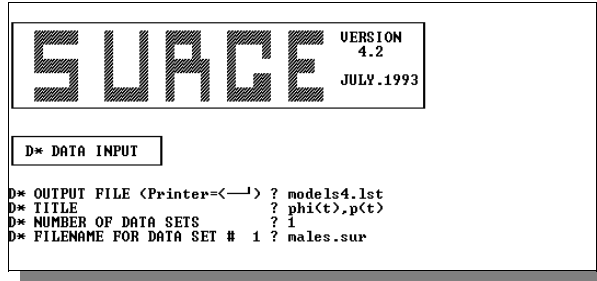 SURGE
VERSION
4.2
JULY.1993
D* DATA INPUT
D* OUTPUT FILE (Printer=<──┘) ? models4.lst
D* TITLE ? phi(t),p(t)
D* NUMBER OF DATA SETS ? 1
D* FILENAME FOR DATA SET # 1 ? males.sur